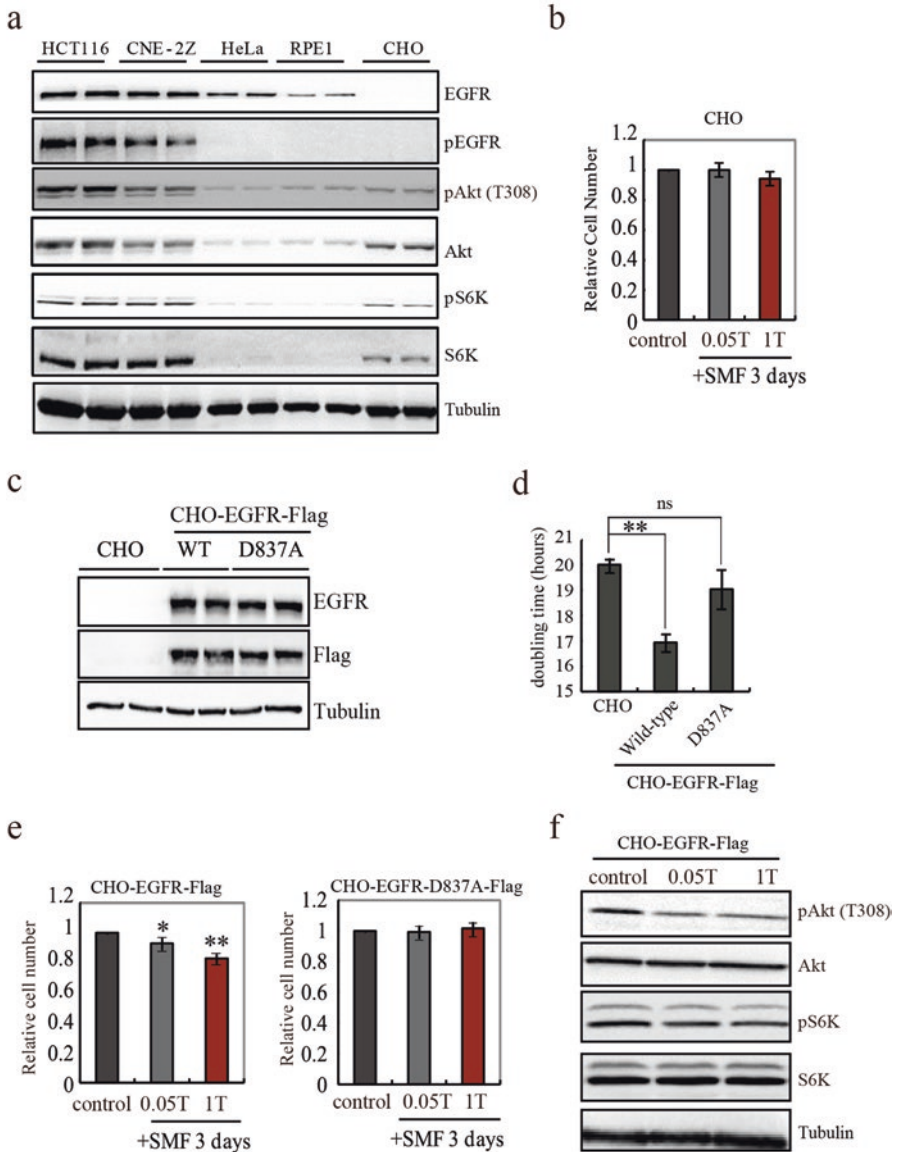 a
HCT116 CNE-2Z HeLa RPE1 CHO
EGFR
pEGFR
pAkt (T308)
Akt
pS6K
S6K
Tubulin
b
CHO
Relative Cell Number
1.2
1
0.8
0.6
0.4
0.2
0
control 0.05T 1T
+SMF 3 days
c
CHO-EGFR-Flag
CHO WT D837A
EGFR
Flag
Tubulin
d
ns
**
doubling time (hours)
21
20
19
18
17
16
15
CHO
Wild-type
D837A
CHO-EGFR-Flag
e
CHO-EGFR-Flag
Relative cell number
1.2
1
0.8
0.6
0.4
0.2
0
*
**
control 0.05T 1T
+SMF 3 days
CHO-EGFR-D837A-Flag
Relative cell number
1.2
1
0.8
0.6
0.4
0.2
0
control 0.05T 1T
+SMF 3 days
f
CHO-EGFR-Flag
control 0.05T 1T
pAkt (T308)
Akt
pS6K
S6K
Tubulin